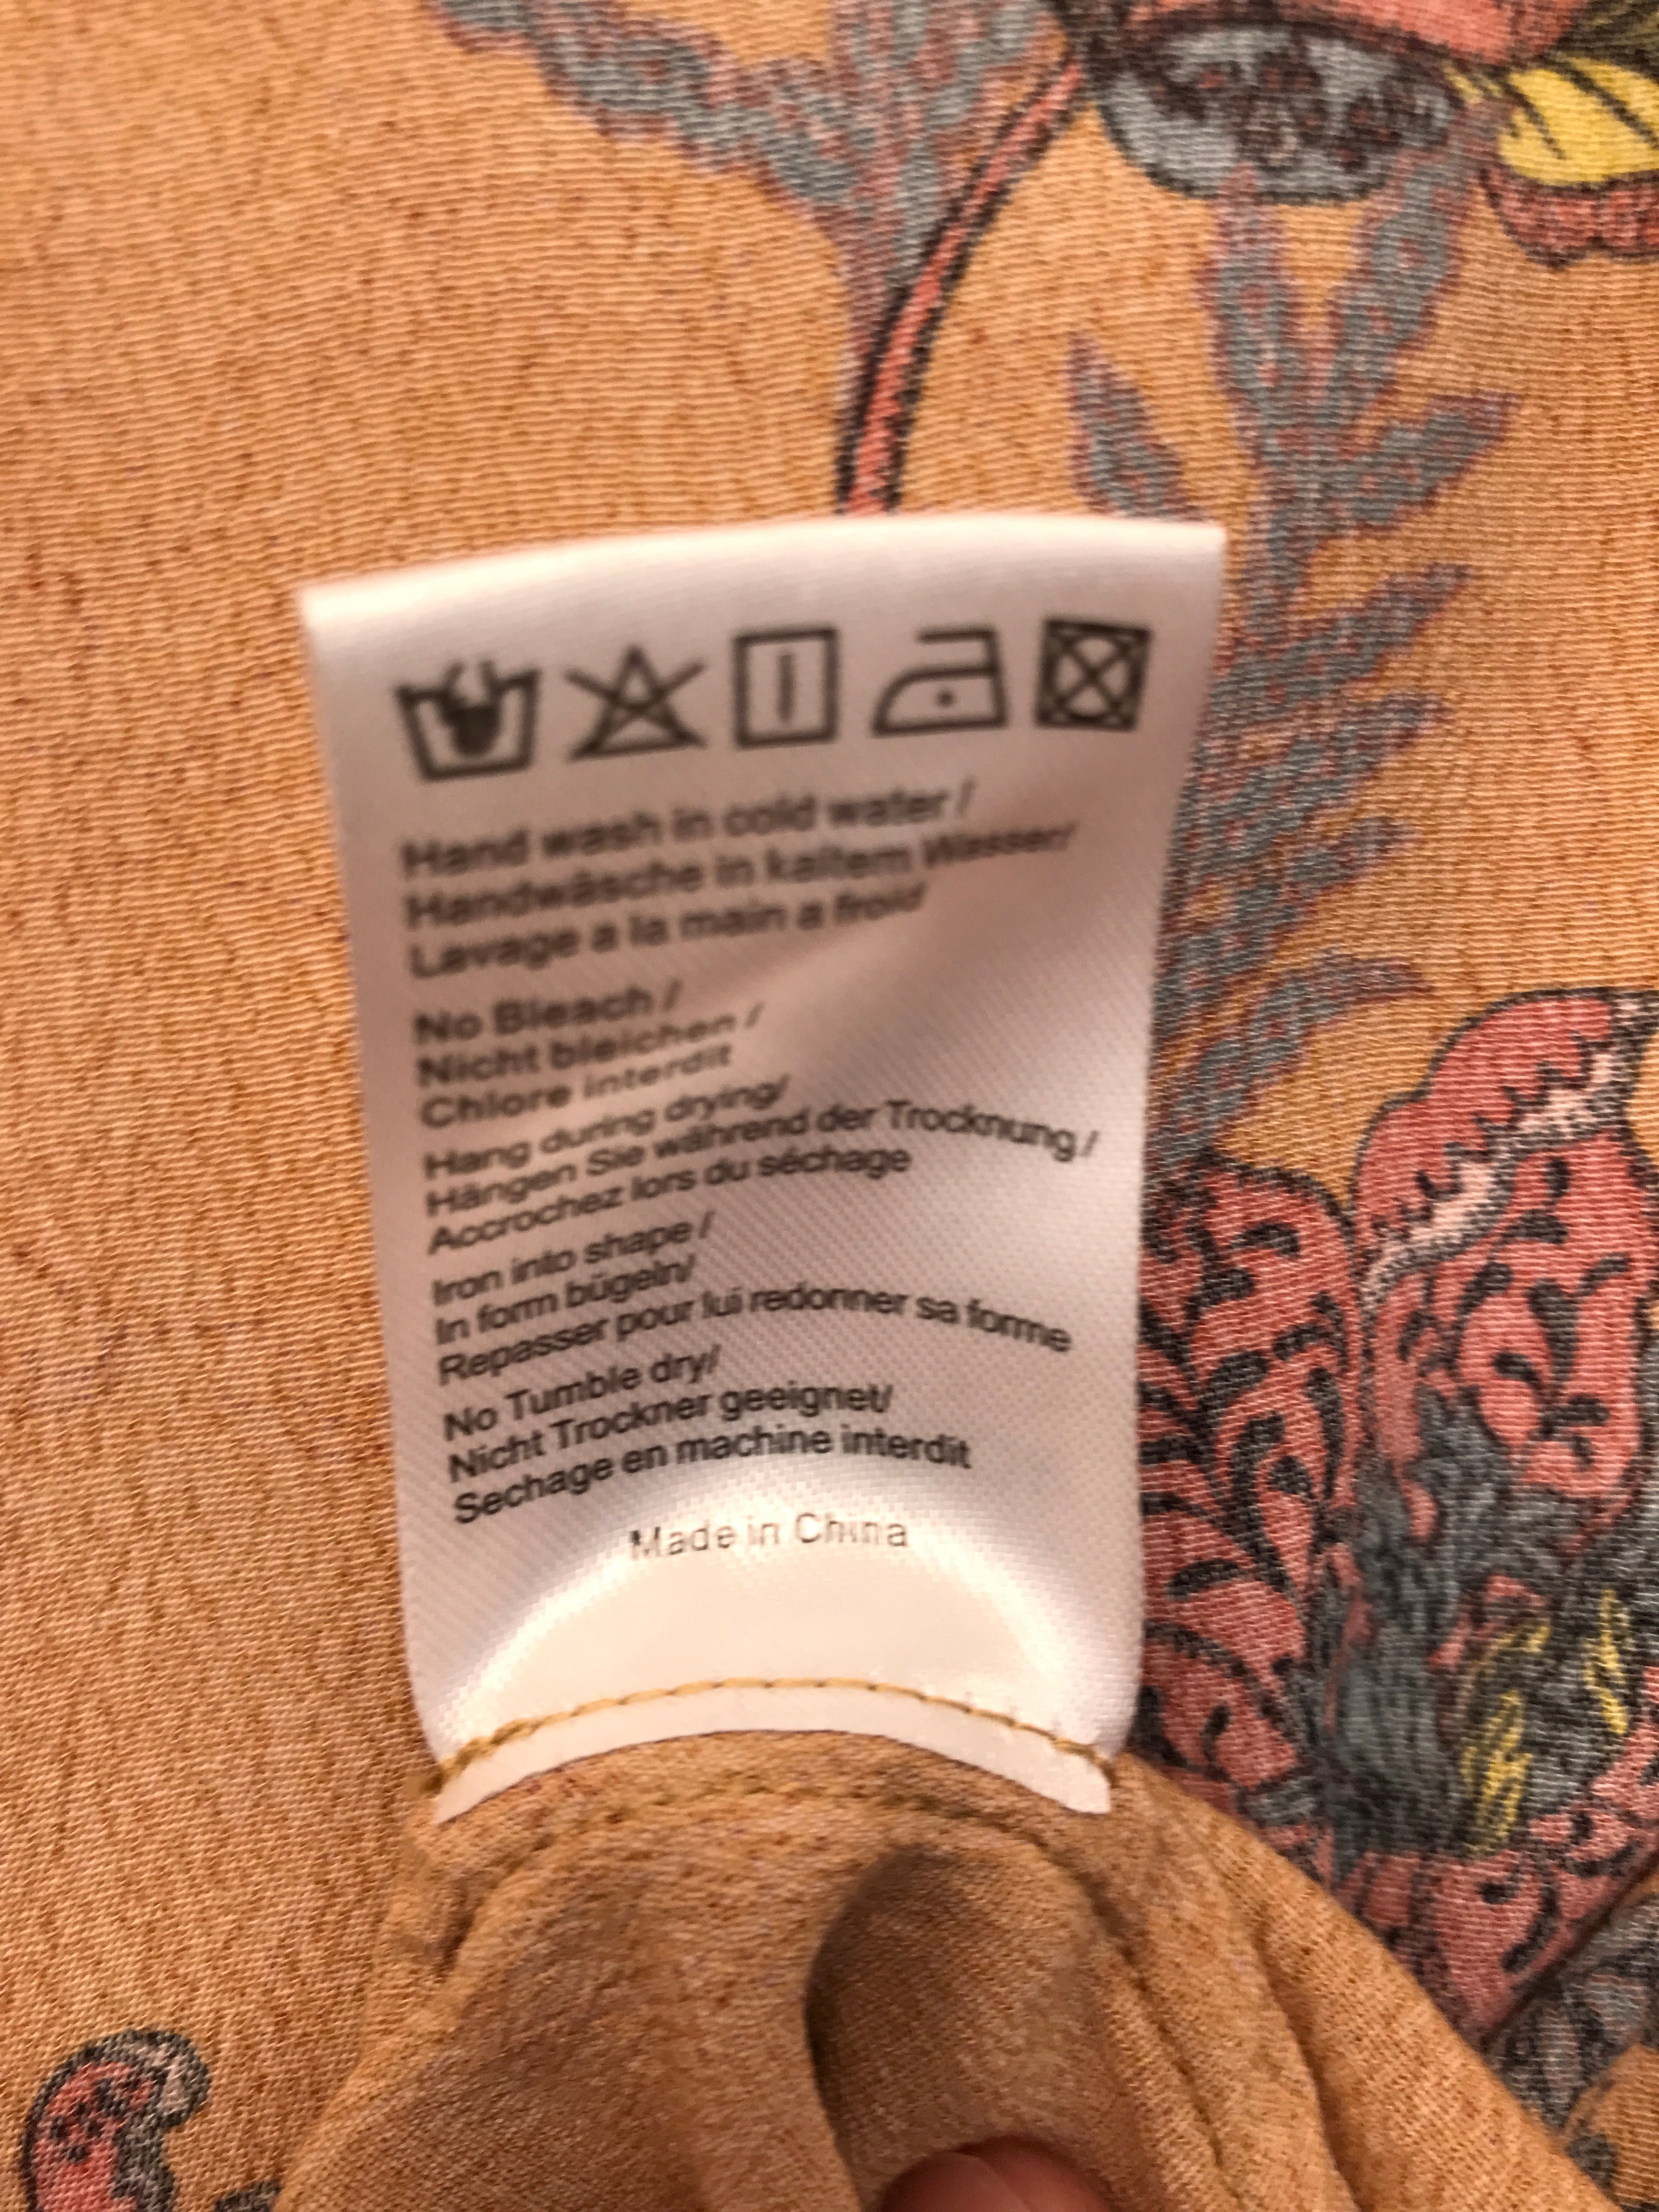 Hand wash in cold water /
Handwäsche in kaltem Wasser/
Lavage a la main a froid
No Bleach /
Nicht bleichen /
Chlore interdit
Hang during drying/
Hängen Sie während der Trocknung /
Accrochez lors du séchage
Iron into shape /
In form bügeln/
Repasser pour lui redonner sa forme
No Tumble dry/
Nicht Trockner geeignet/
Sechage en machine interdit
Made in China